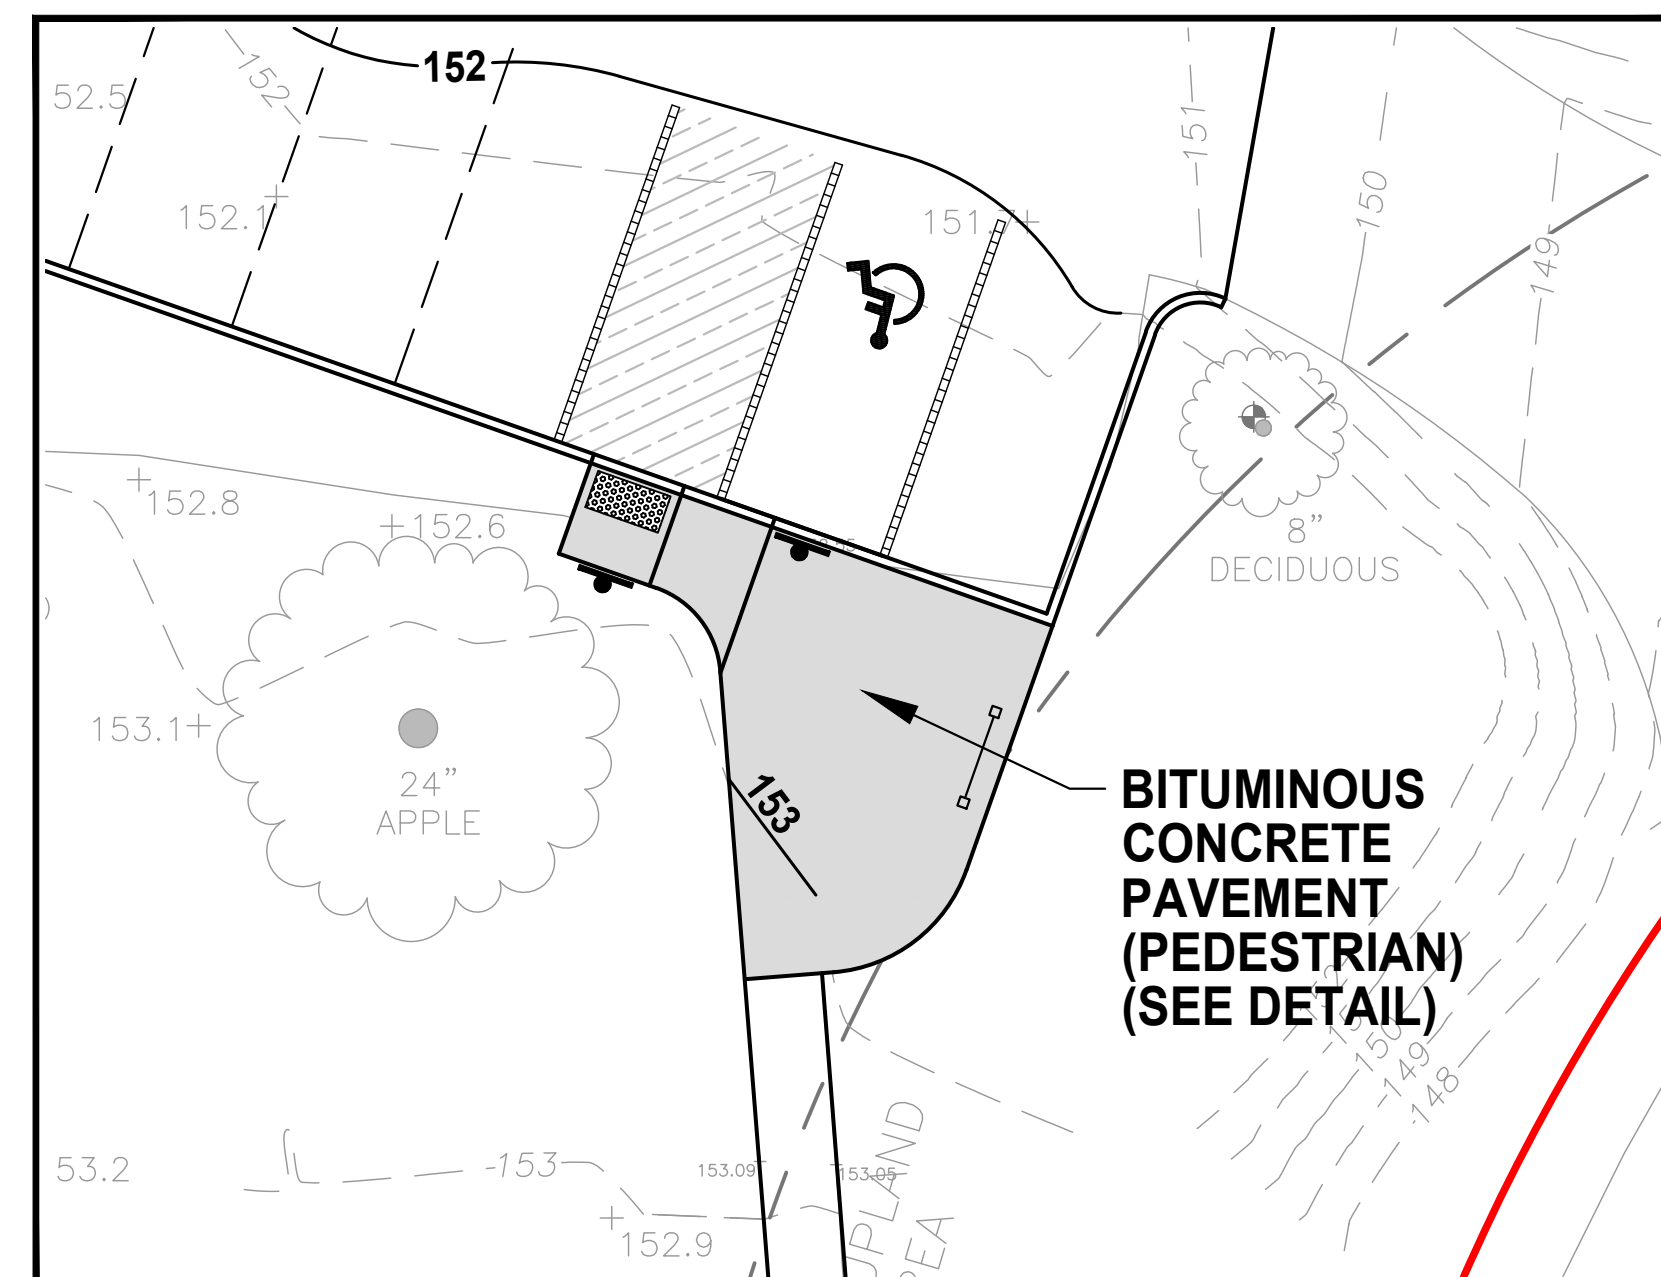 152
52.5
152
151
150
149
152.1
151.7
152.8
152.6
8”
DECIDUOUS
153.1
24”
APPLE
153
BITUMINOUS
CONCRETE
PAVEMENT
(PEDESTRIAN)
(SEE DETAIL)
152
150
149
148
53.2
153
153.09
153.05
UPLAND
152.9